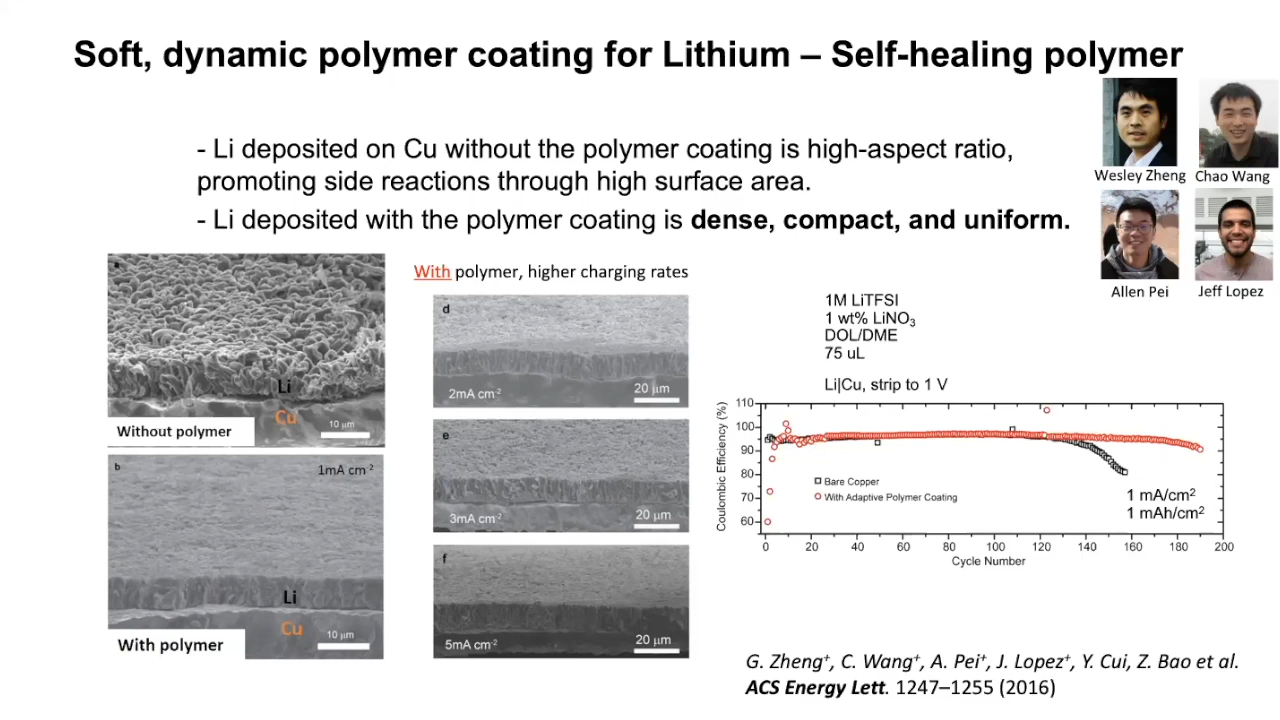 Soft, dynamic polymer coating for Lithium – Self-healing polymer
- Li deposited on Cu without the polymer coating is high-aspect ratio,
promoting side reactions through high surface area.
- Li deposited with the polymer coating is dense, compact, and uniform.
Wesley Zheng
Chao Wang
Allen Pei
Jeff Lopez
a
Li
Cu
Without polymer
10 μm
b
1mA cm-2
Li
Cu
With polymer
10 μm
With polymer, higher charging rates
d
2mA cm-2
20 μm
e
3mA cm-2
20 μm
f
5mA cm-2
20 μm
1M LiTFSI
1 wt% LiNO3
DOL/DME
75 uL
Li|Cu, strip to 1 V
Coulombic Efficiency (%)
110
100
90
80
70
60
Bare Copper
With Adaptive Polymer Coating
1 mA/cm2
1 mAh/cm2
0 20 40 60 80 100 120 140 160 180 200
Cycle Number
G. Zheng+, C. Wang+, A. Pei+, J. Lopez+, Y. Cui, Z. Bao et al.
ACS Energy Lett. 1247–1255 (2016)